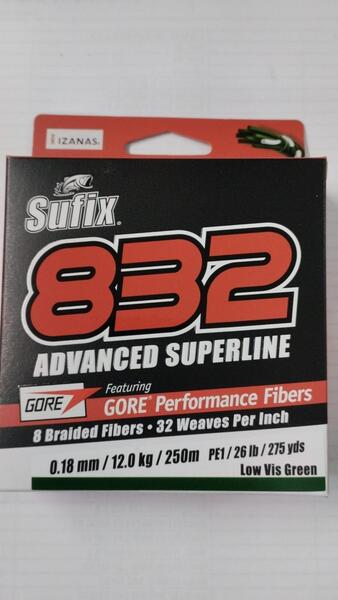 IZANAS®
Sufix®
832
ADVANCED SUPERLINE
GORE
Featuring
GORE® Performance Fibers
8 Braided Fibers • 32 Weaves Per Inch
0.18 mm / 12.0 kg / 250m PE1 / 26 lb / 275 yds
Low Vis Green